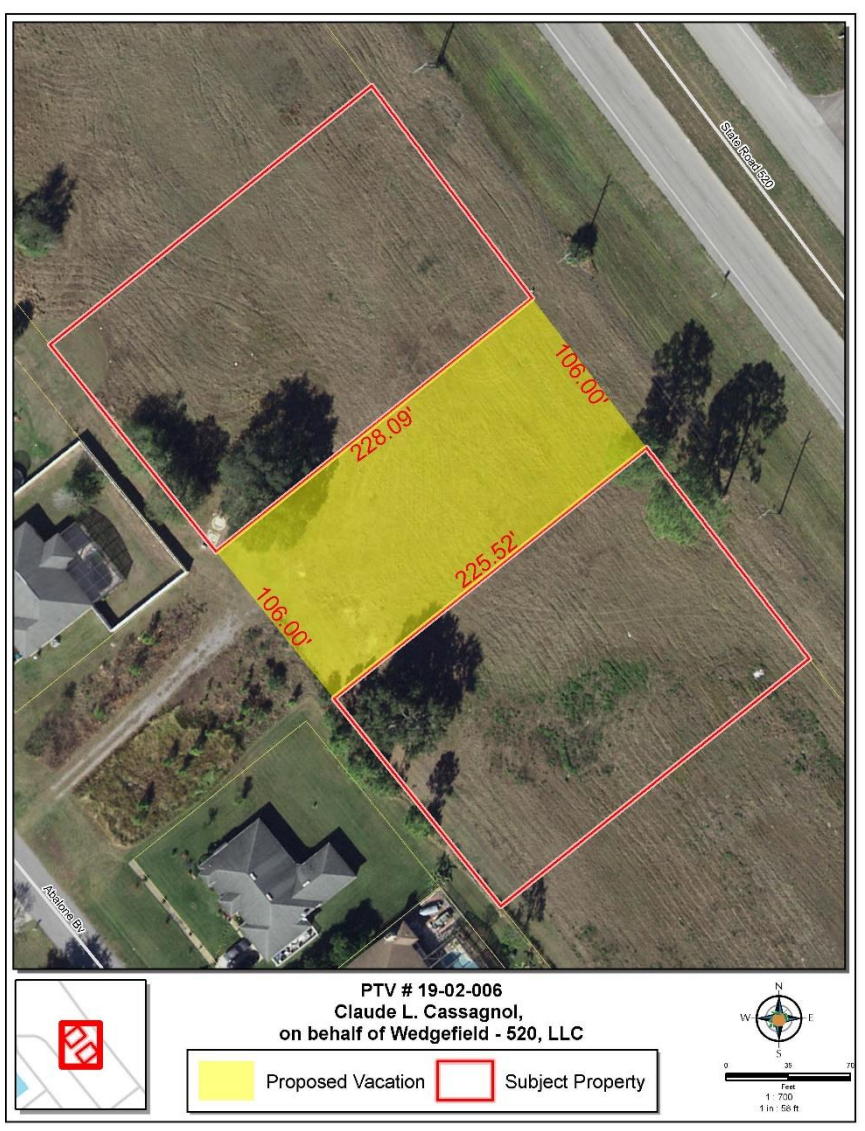 State Road 520
106.00'
228.09'
225.52'
106.00'
Abalone Bv
PTV # 19-02-006
Claude L. Cassagnol,
on behalf of Wedgefield - 520, LLC
Proposed Vacation
Subject Property
N
W
E
S
0 35 70
Feet
1 : 700
1 in : 58 ft